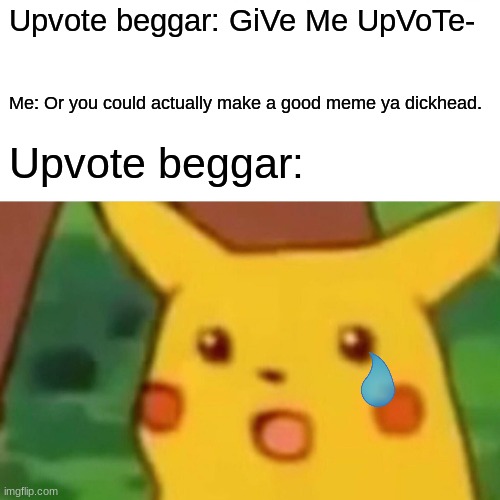 Upvote beggar: GiVe Me UpVoTe-
Me: Or you could actually make a good meme ya dickhead.
Upvote beggar:
imgflip.com